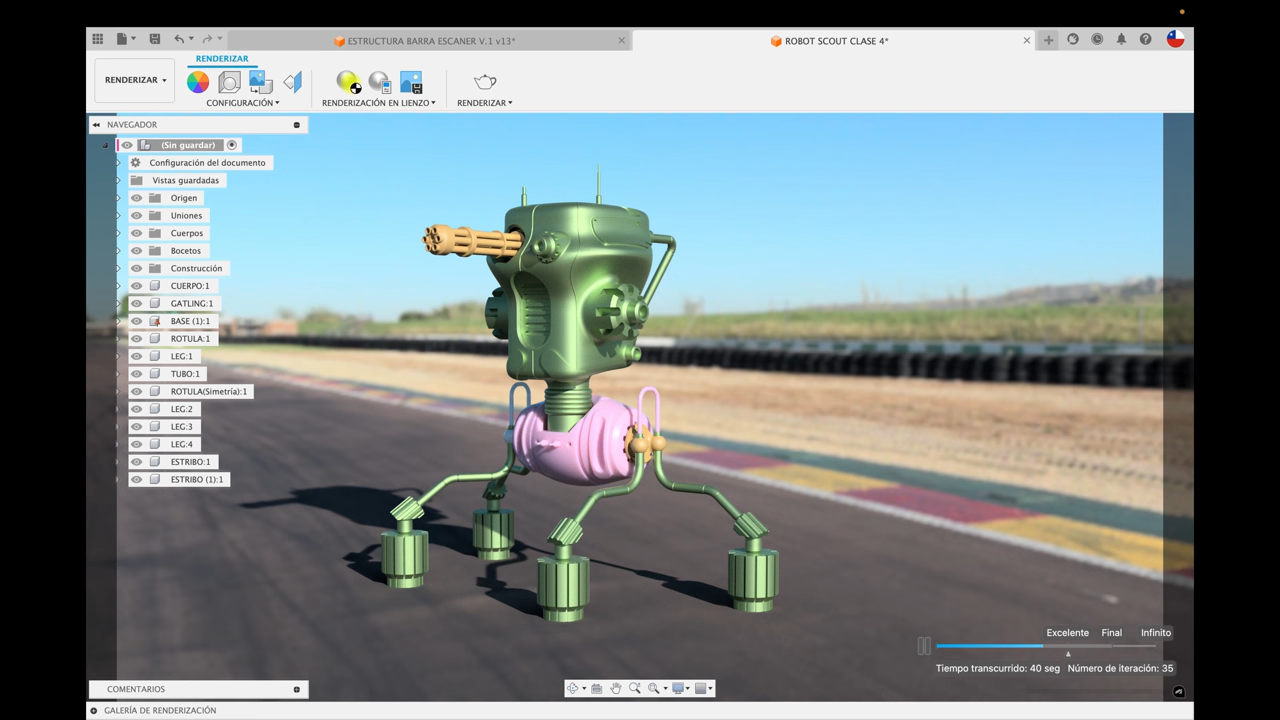 ESTRUCTURA BARRA ESCANER V.1 v13*
ROBOT SCOUT CLASE 4*
RENDERIZAR
RENDERIZAR
CONFIGURACIÓN
RENDERIZACIÓN EN LIENZO
RENDERIZAR
NAVEGADOR
(Sin guardar)
Configuración del documento
Vistas guardadas
Origen
Uniones
Cuerpos
Bocetos
Construcción
CUERPO:1
GATLING:1
BASE (1):1
ROTULA:1
LEG:1
TUBO:1
ROTULA(Simetría):1
LEG:2
LEG:3
LEG:4
ESTRIBO:1
ESTRIBO (1):1
Excelente Final Infinito
Tiempo transcurrido: 40 seg Número de iteración: 35
COMENTARIOS
GALERÍA DE RENDERIZACIÓN